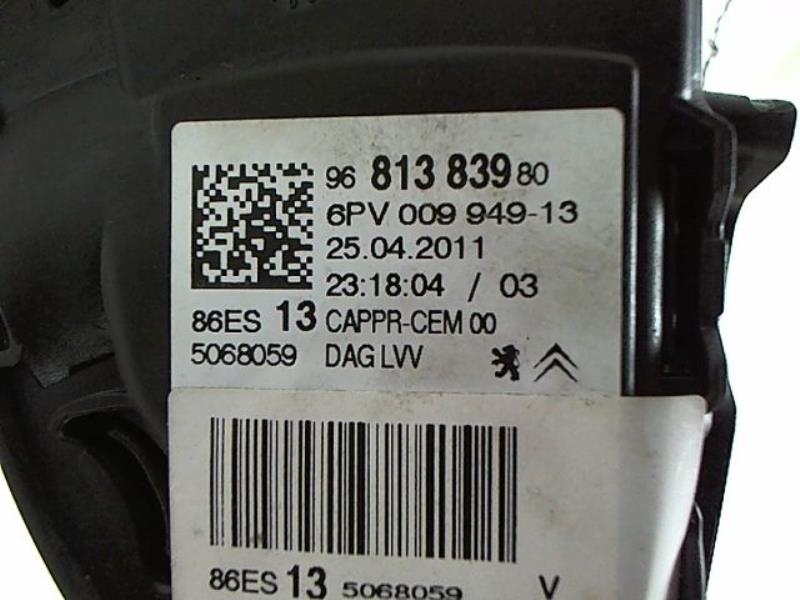 96 813 839 80
6PV 009 949-13
25.04.2011
23:18:04 / 03
86ES 13 CAPPR-CEM 00
5068059 DAG LVV
86ES 13 5068059 V